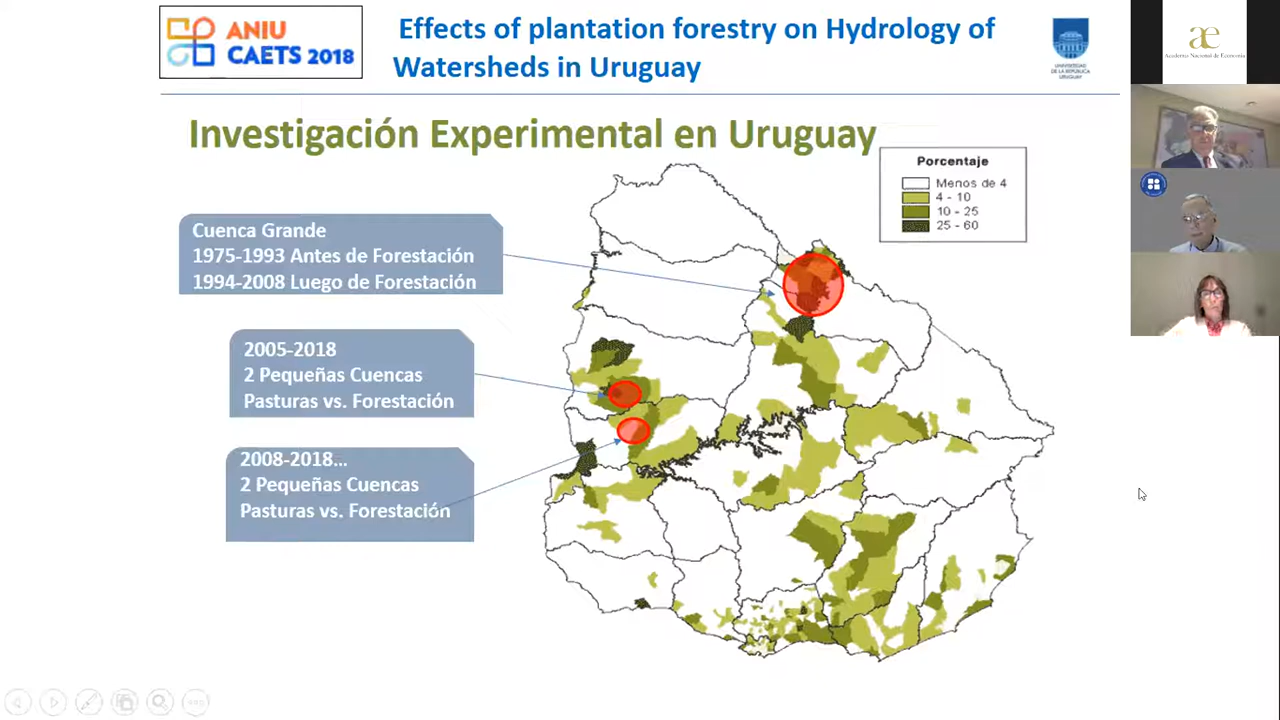 ANIU
CAETS 2018
Effects of plantation forestry on Hydrology of
Watersheds in Uruguay
UNIVERSIDAD
DE LA REPÚBLICA
URUGUAY
æ
Academia Nacional de Economía
Investigación Experimental en Uruguay
Porcentaje
Menos de 4
4 - 10
10 - 25
25 - 60
Cuenca Grande
1975-1993 Antes de Forestación
1994-2008 Luego de Forestación
2005-2018
2 Pequeñas Cuencas
Pasturas vs. Forestación
2008-2018...
2 Pequeñas Cuencas
Pasturas vs. Forestación